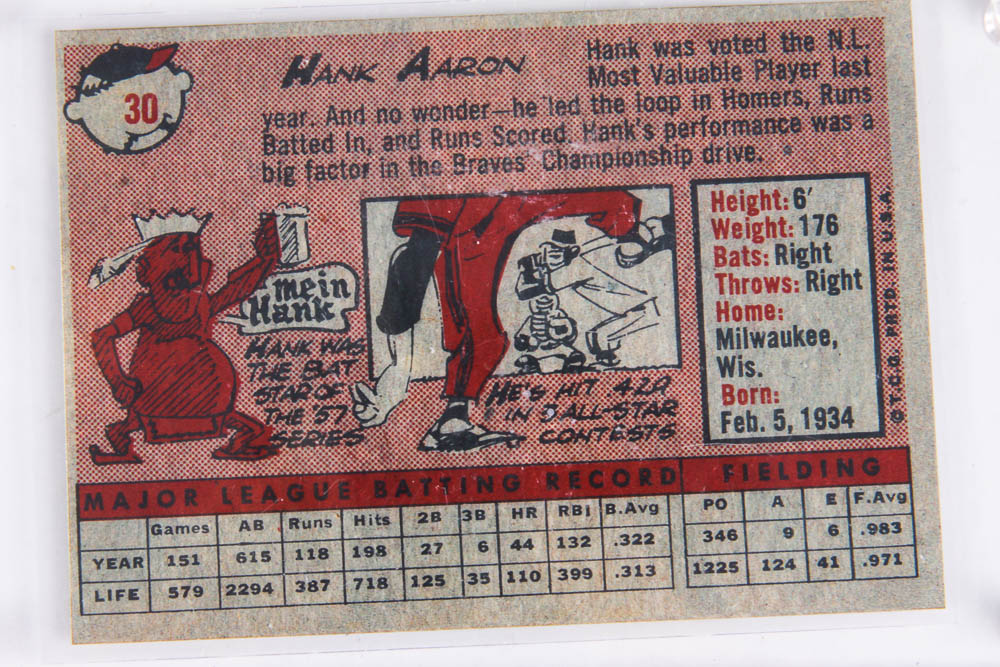 30
HANK AARON
Hank was voted the N.L.
Most Valuable Player last
year. And no wonder—he led the loop in Homers, Runs
Batted In, and Runs Scored. Hank's performance was a
big factor in the Braves' Championship drive.
mein
Hank
HANK WAS
THE BAT
STAR OF
THE '57
SERIES
HE'S HIT .420
IN 3 ALL-STAR
CONTESTS
Height: 6'
Weight: 176
Bats: Right
Throws: Right
Home:
Milwaukee,
Wis.
Born:
Feb. 5, 1934
©T.C.G. PRTD. IN U.S.A
MAJOR LEAGUE BATTING RECORD FIELDING
Games AB Runs Hits 2B 3B HR RBI B.Avg PO A E F.Avg
YEAR 151 615 118 198 27 6 44 132 .322 346 9 6 .983
LIFE 579 2294 387 718 125 35 110 399 .313 1225 124 41 .971